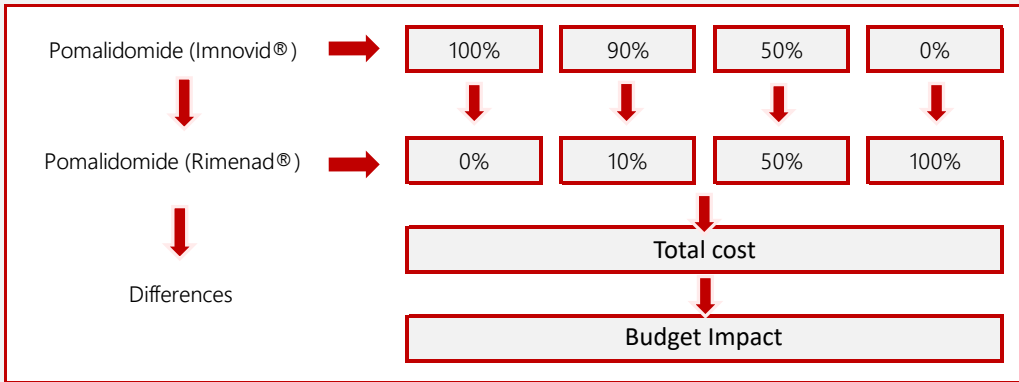 Pomalidomide (Imnovid®) 100% 90% 50% 0%
Pomalidomide (Rimenad®) 0% 10% 50% 100%
Total cost
Differences
Budget Impact